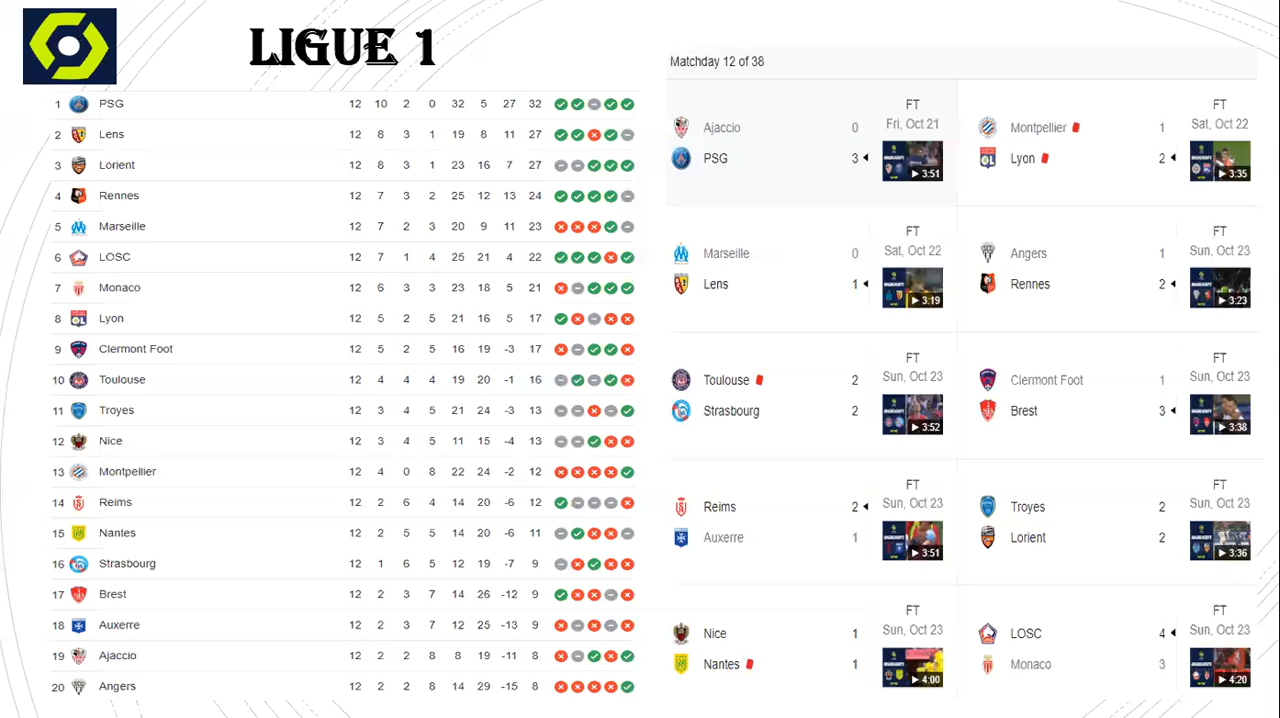 LIGUE 1
1 PSG 12 10 2 0 32 5 27 32
2 Lens 12 8 3 1 19 8 11 27
3 Lorient 12 8 3 1 23 16 7 27
4 Rennes 12 7 3 2 25 12 13 24
5 Marseille 12 7 2 3 20 9 11 23
6 LOSC 12 7 1 4 25 21 4 22
7 Monaco 12 6 3 3 23 18 5 21
8 Lyon 12 5 2 5 21 16 5 17
9 Clermont Foot 12 5 2 5 16 19 -3 17
10 Toulouse 12 4 4 4 19 20 -1 16
11 Troyes 12 3 4 5 21 24 -3 13
12 Nice 12 3 4 5 11 15 -4 13
13 Montpellier 12 4 0 8 22 24 -2 12
14 Reims 12 2 6 4 14 20 -6 12
15 Nantes 12 2 5 5 14 20 -6 11
16 Strasbourg 12 1 6 5 12 19 -7 9
17 Brest 12 2 3 7 14 26 -12 9
18 Auxerre 12 2 3 7 12 25 -13 9
19 Ajaccio 12 2 2 8 8 19 -11 8
20 Angers 12 2 2 8 14 29 -15 8
Matchday 12 of 38
FT
Fri, Oct 21
Ajaccio 0
PSG 3
3:51
FT
Sat, Oct 22
Montpellier 1
Lyon 2
3:35
FT
Sat, Oct 22
Marseille 0
Lens 1
3:19
FT
Sun, Oct 23
Angers 1
Rennes 2
3:23
FT
Sun, Oct 23
Toulouse 2
Strasbourg 2
3:52
FT
Sun, Oct 23
Clermont Foot 1
Brest 3
3:38
FT
Sun, Oct 23
Reims 2
Auxerre 1
3:51
FT
Sun, Oct 23
Troyes 2
Lorient 2
3:36
FT
Sun, Oct 23
Nice 1
Nantes 1
4:00
FT
Sun, Oct 23
LOSC 4
Monaco 3
4:20